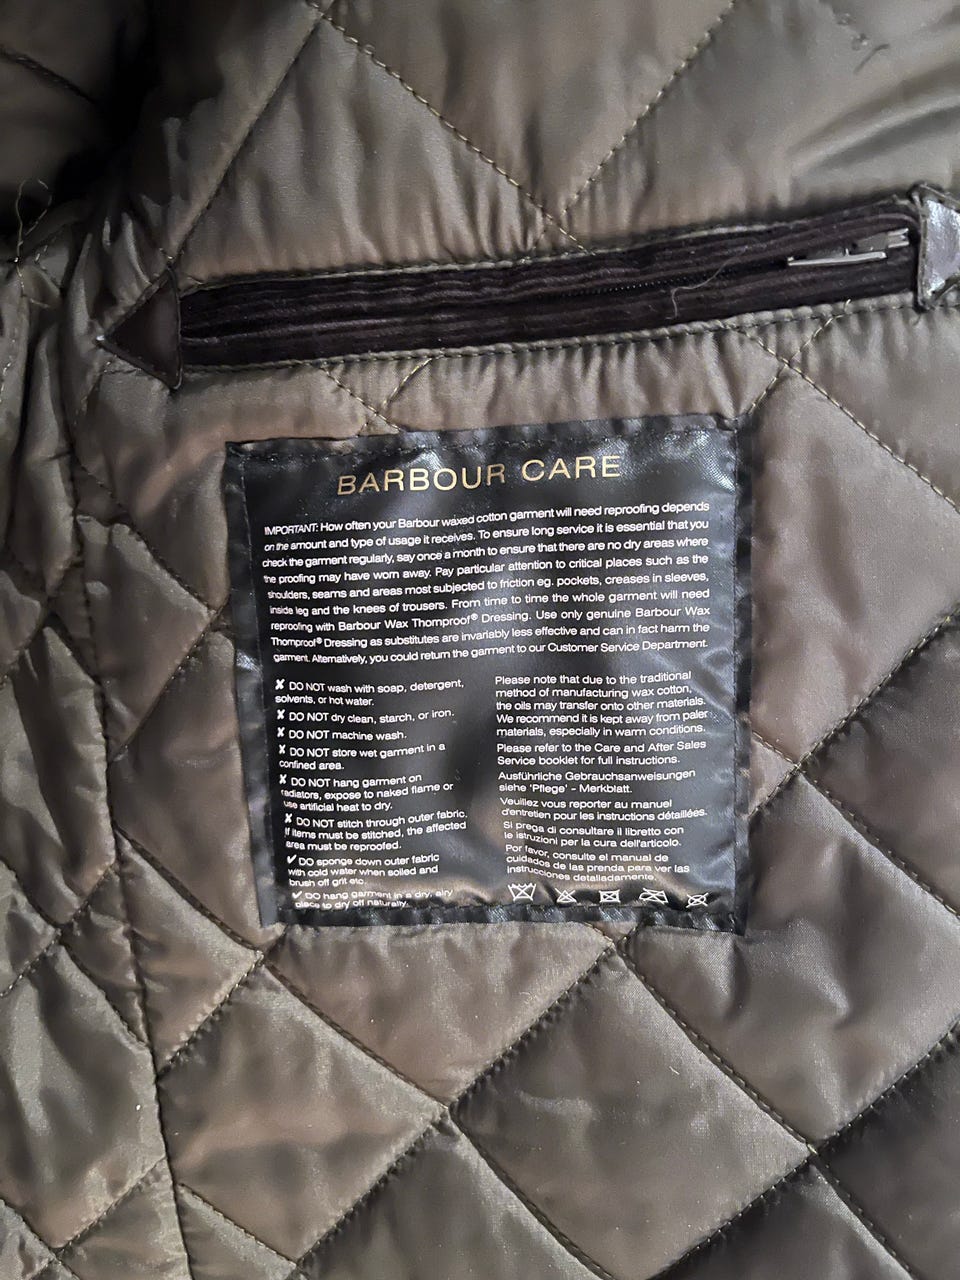 BARBOUR CARE
IMPORTANT: How often your Barbour waxed cotton garment will need reproofing depends
on the amount and type of usage it receives. To ensure long service it is essential that you
check the garment regularly, say once a month to ensure that there are no dry areas where
the proofing may have worn away. Pay particular attention to critical places such as the
shoulders, seams and areas most subjected to friction eg. pockets, creases in sleeves,
inside leg and the knees of trousers. From time to time the whole garment will need
reproofing with Barbour Wax Thornproof® Dressing. Use only genuine Barbour Wax
Thornproof® Dressing as substitutes are invariably less effective and can in fact harm the
garment. Alternatively, you could return the garment to our Customer Service Department.
✘ DO NOT wash with soap, detergent,
solvents, or hot water.
✘ DO NOT dry clean, starch, or iron.
✘ DO NOT machine wash.
✘ DO NOT store wet garment in a
confined area.
✘ DO NOT hang garment on
radiators, expose to naked flame or
use artificial heat to dry.
✘ DO NOT stitch through outer fabric.
If items must be stitched, the affected
area must be reproofed.
✔ DO sponge down outer fabric
with cold water when soiled and
brush off grit etc.
✔ DO hang garment in a dry, airy
place to dry off naturally.
Please note that due to the traditional
method of manufacturing wax cotton,
the oils may transfer onto other materials.
We recommend it is kept away from paler
materials, especially in warm conditions.
Please refer to the Care and After Sales
Service booklet for full instructions.
Ausführliche Gebrauchsanweisungen
siehe 'Pflege' - Merkblatt.
Veuillez vous reporter au manuel
d'entretien pour les instructions détaillées.
Si prega di consultare il libretto con
le istruzioni per la cura dell'articolo.
Por favor, consulte el manual de
cuidados de las prenda para ver las
instrucciones detaliadamente.